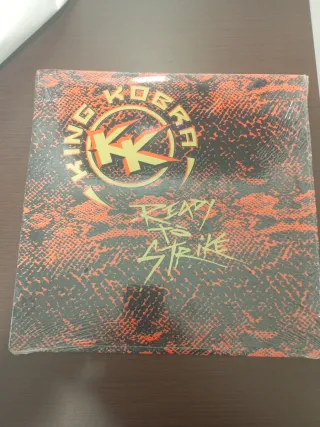 KING KOBRA
KK
READY
TO
STRIKE